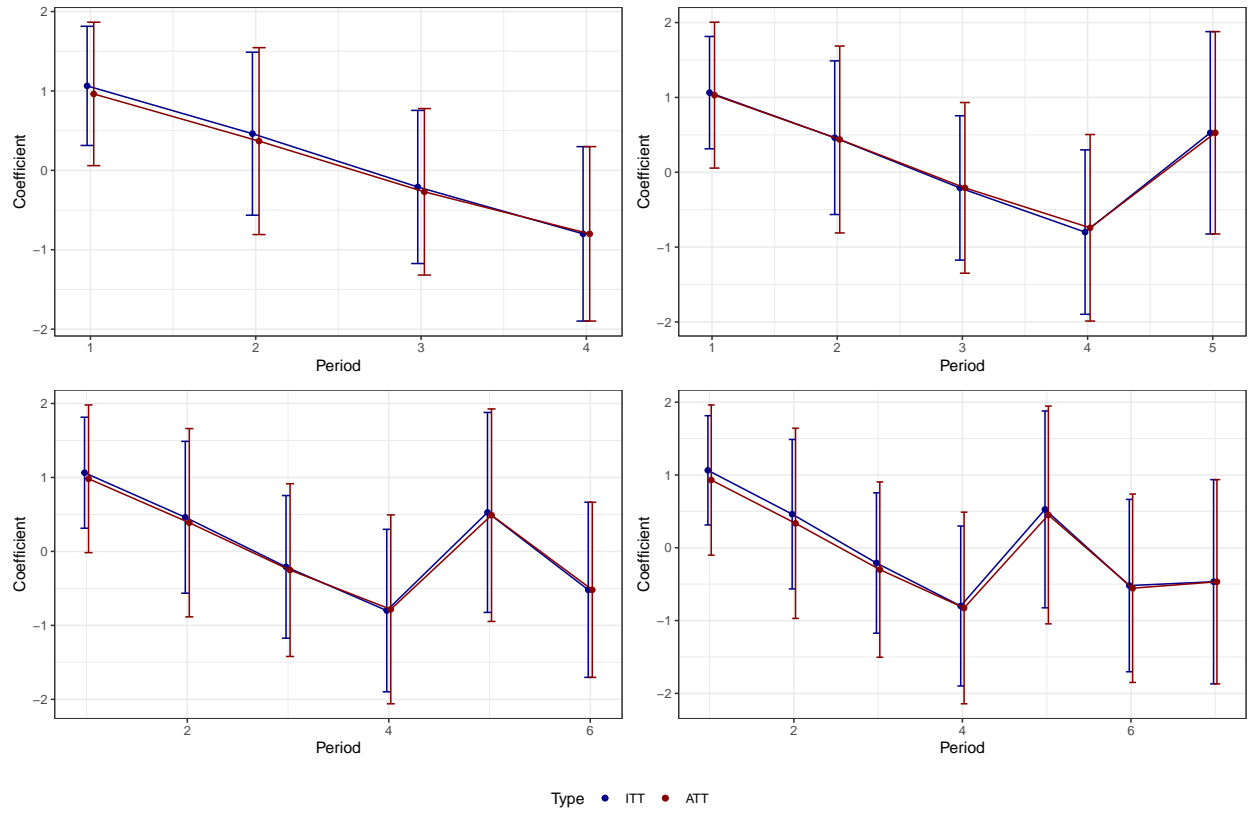 2
1
0
−1
−2
Coefficient
1 2 3 4
Period
2
1
0
−1
−2
Coefficient
1 2 3 4 5
Period
2
1
0
−1
−2
Coefficient
2 4 6
Period
2
1
0
−1
−2
Coefficient
2 4 6
Period
Type ITT ATT